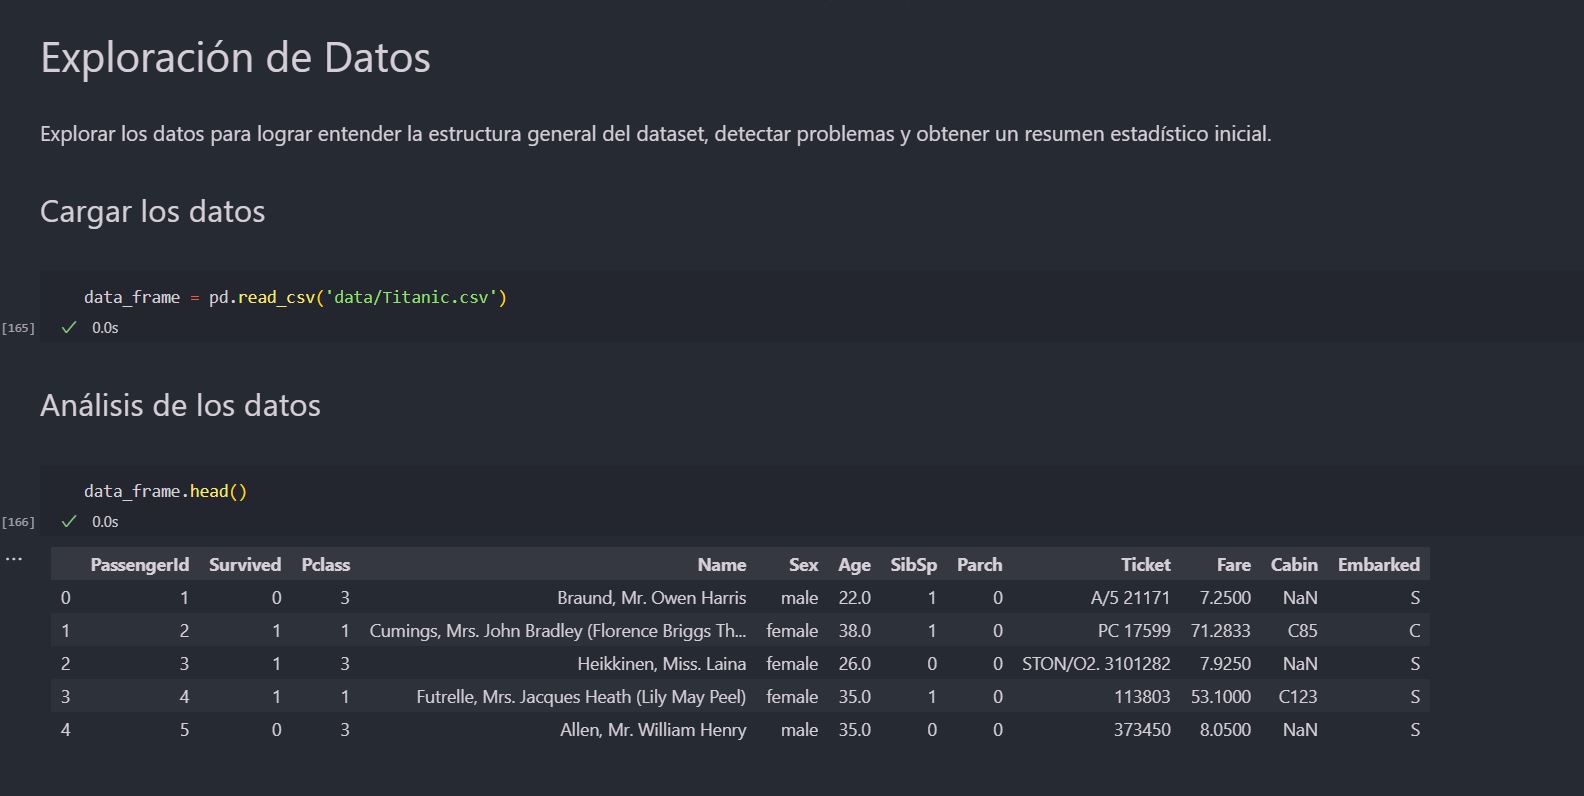 Exploración de Datos
Explorar los datos para lograr entender la estructura general del dataset, detectar problemas y obtener un resumen estadístico inicial.
Cargar los datos
data_frame = pd.read_csv('data/Titanic.csv')
[165] ✓ 0.0s
Análisis de los datos
data_frame.head()
[166] ✓ 0.0s
... PassengerId Survived Pclass Name Sex Age SibSp Parch Ticket Fare Cabin Embarked
0 1 0 3 Braund, Mr. Owen Harris male 22.0 1 0 A/5 21171 7.2500 NaN S
1 2 1 1 Cumings, Mrs. John Bradley (Florence Briggs Th... female 38.0 1 0 PC 17599 71.2833 C85 C
2 3 1 3 Heikkinen, Miss. Laina female 26.0 0 0 STON/O2. 3101282 7.9250 NaN S
3 4 1 1 Futrelle, Mrs. Jacques Heath (Lily May Peel) female 35.0 1 0 113803 53.1000 C123 S
4 5 0 3 Allen, Mr. William Henry male 35.0 0 0 373450 8.0500 NaN S